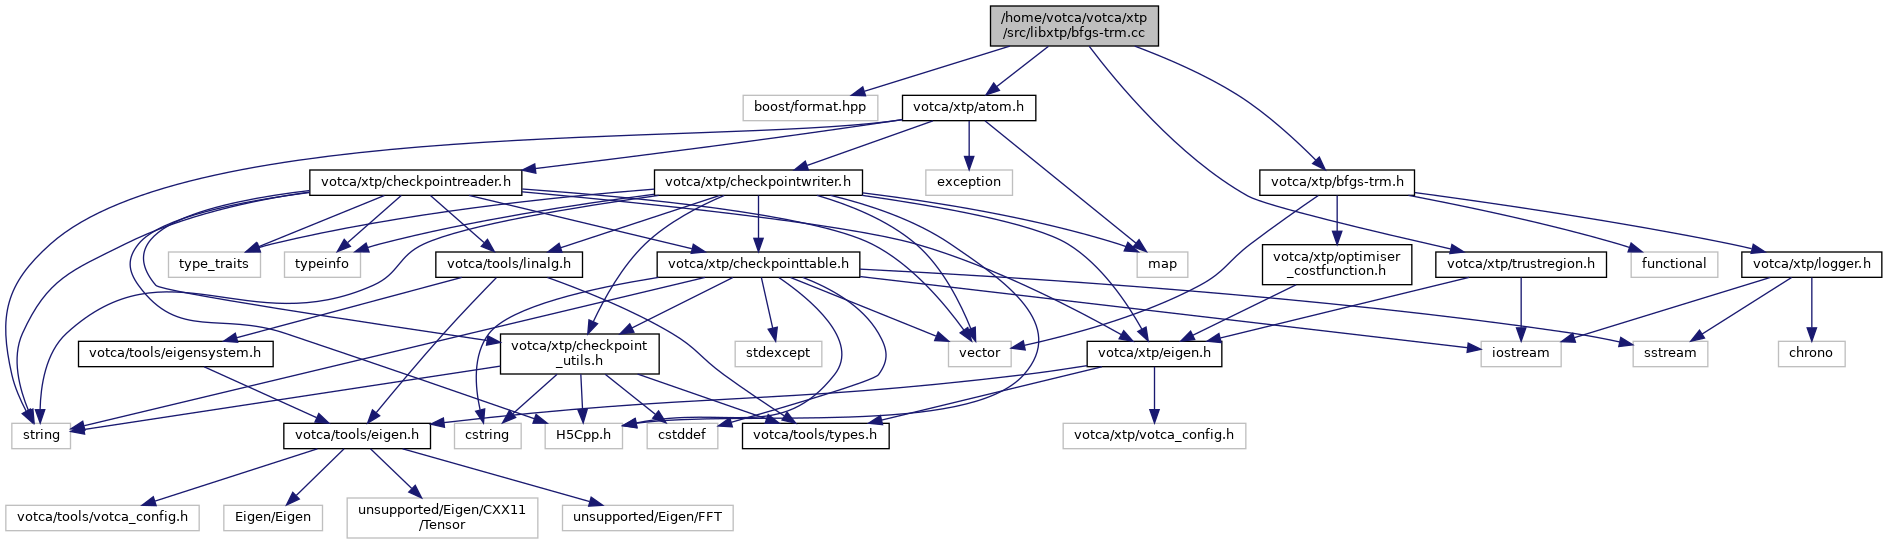 /home/votca/votca/xtp
/src/libxtp/bfgs-trm.cc
boost/format.hpp
votca/xtp/atom.h
votca/xtp/checkpointreader.h
votca/xtp/checkpointwriter.h
exception
votca/xtp/bfgs-trm.h
type_traits
typeinfo
votca/tools/linalg.h
votca/xtp/checkpointtable.h
map
votca/xtp/optimiser
_costfunction.h
votca/xtp/trustregion.h
functional
votca/xtp/logger.h
votca/tools/eigensystem.h
votca/xtp/checkpoint
_utils.h
stdexcept
vector
votca/xtp/eigen.h
iostream
sstream
chrono
string
votca/tools/eigen.h
cstring
H5Cpp.h
cstddef
votca/tools/types.h
votca/xtp/votca_config.h
votca/tools/votca_config.h
Eigen/Eigen
unsupported/Eigen/CXX11
/Tensor
unsupported/Eigen/FFT